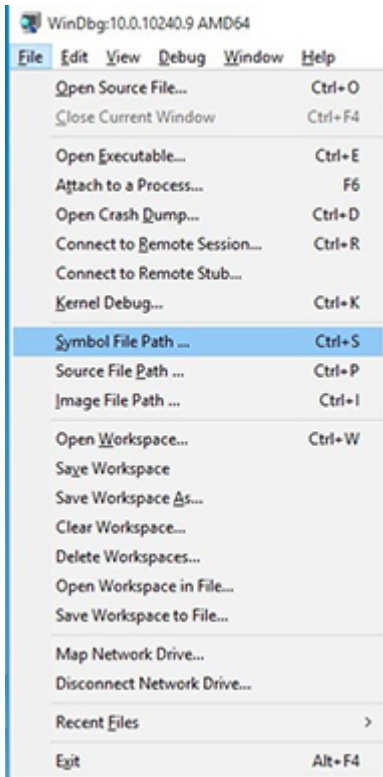 WinDbg:10.0.10240.9 AMD64
File Edit View Debug Window Help
Open Source File... Ctrl+O
Close Current Window Ctrl+F4
Open Executable... Ctrl+E
Attach to a Process... F6
Open Crash Dump... Ctrl+D
Connect to Remote Session... Ctrl+R
Connect to Remote Stub...
Kernel Debug... Ctrl+K
Symbol File Path ... Ctrl+S
Source File Path ... Ctrl+P
Image File Path ... Ctrl+I
Open Workspace... Ctrl+W
Save Workspace
Save Workspace As...
Clear Workspace...
Delete Workspaces...
Open Workspace in File...
Save Workspace to File...
Map Network Drive...
Disconnect Network Drive...
Recent Files >
Exit Alt+F4